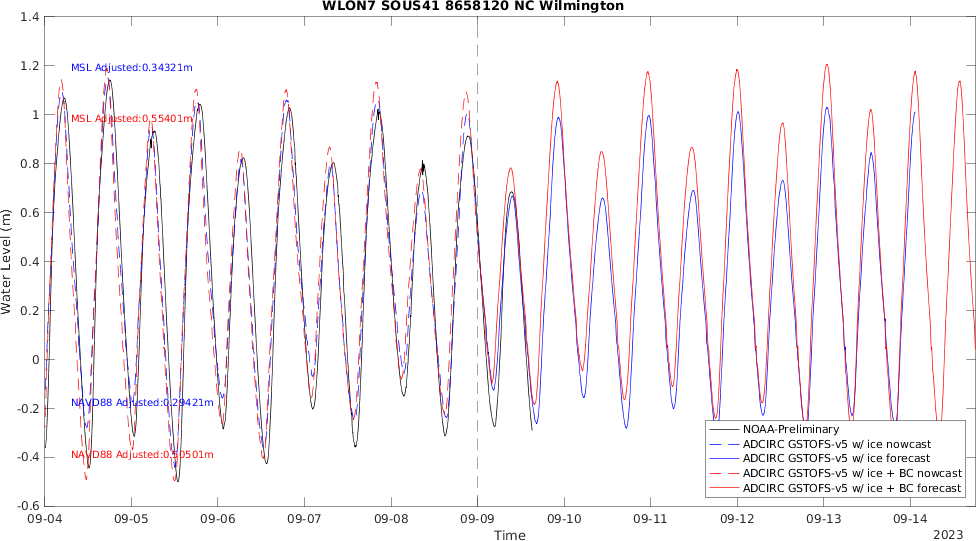 WLON7 SOUS41 8658120 NC Wilmington
1.4
1.2
1
0.8
0.6
0.4
0.2
0
-0.2
-0.4
-0.6
Water Level (m)
MSL Adjusted:0.34321m
MSL Adjusted:0.55401m
NAVD88 Adjusted:0.29421m
NAVD88 Adjusted:0.50501m
NOAA-Preliminary
ADCIRC GSTOFS-v5 w/ ice nowcast
ADCIRC GSTOFS-v5 w/ ice forecast
ADCIRC GSTOFS-v5 w/ ice + BC nowcast
ADCIRC GSTOFS-v5 w/ ice + BC forecast
09-04 09-05 09-06 09-07 09-08 09-09 09-10 09-11 09-12 09-13 09-14
Time
2023